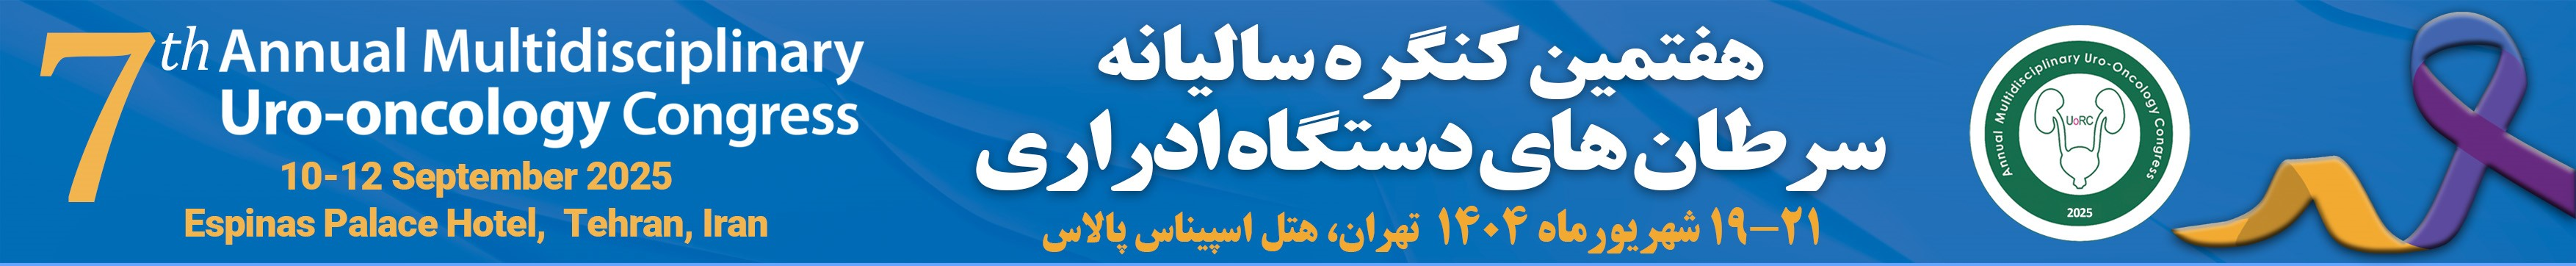 7th Annual Multidisciplinary
Uro-oncology Congress
10-12 September 2025
Espinas Palace Hotel, Tehran, Iran
هفتمین کنگره سالیانه
سرطان‌های دستگاه ادراری
۱۹-۲۱ شهریورماه ۱۴۰۴ تهران، هتل اسپیناس پالاس
Annual Multidisciplinary Uro-Oncology Congress
UoRC
2025